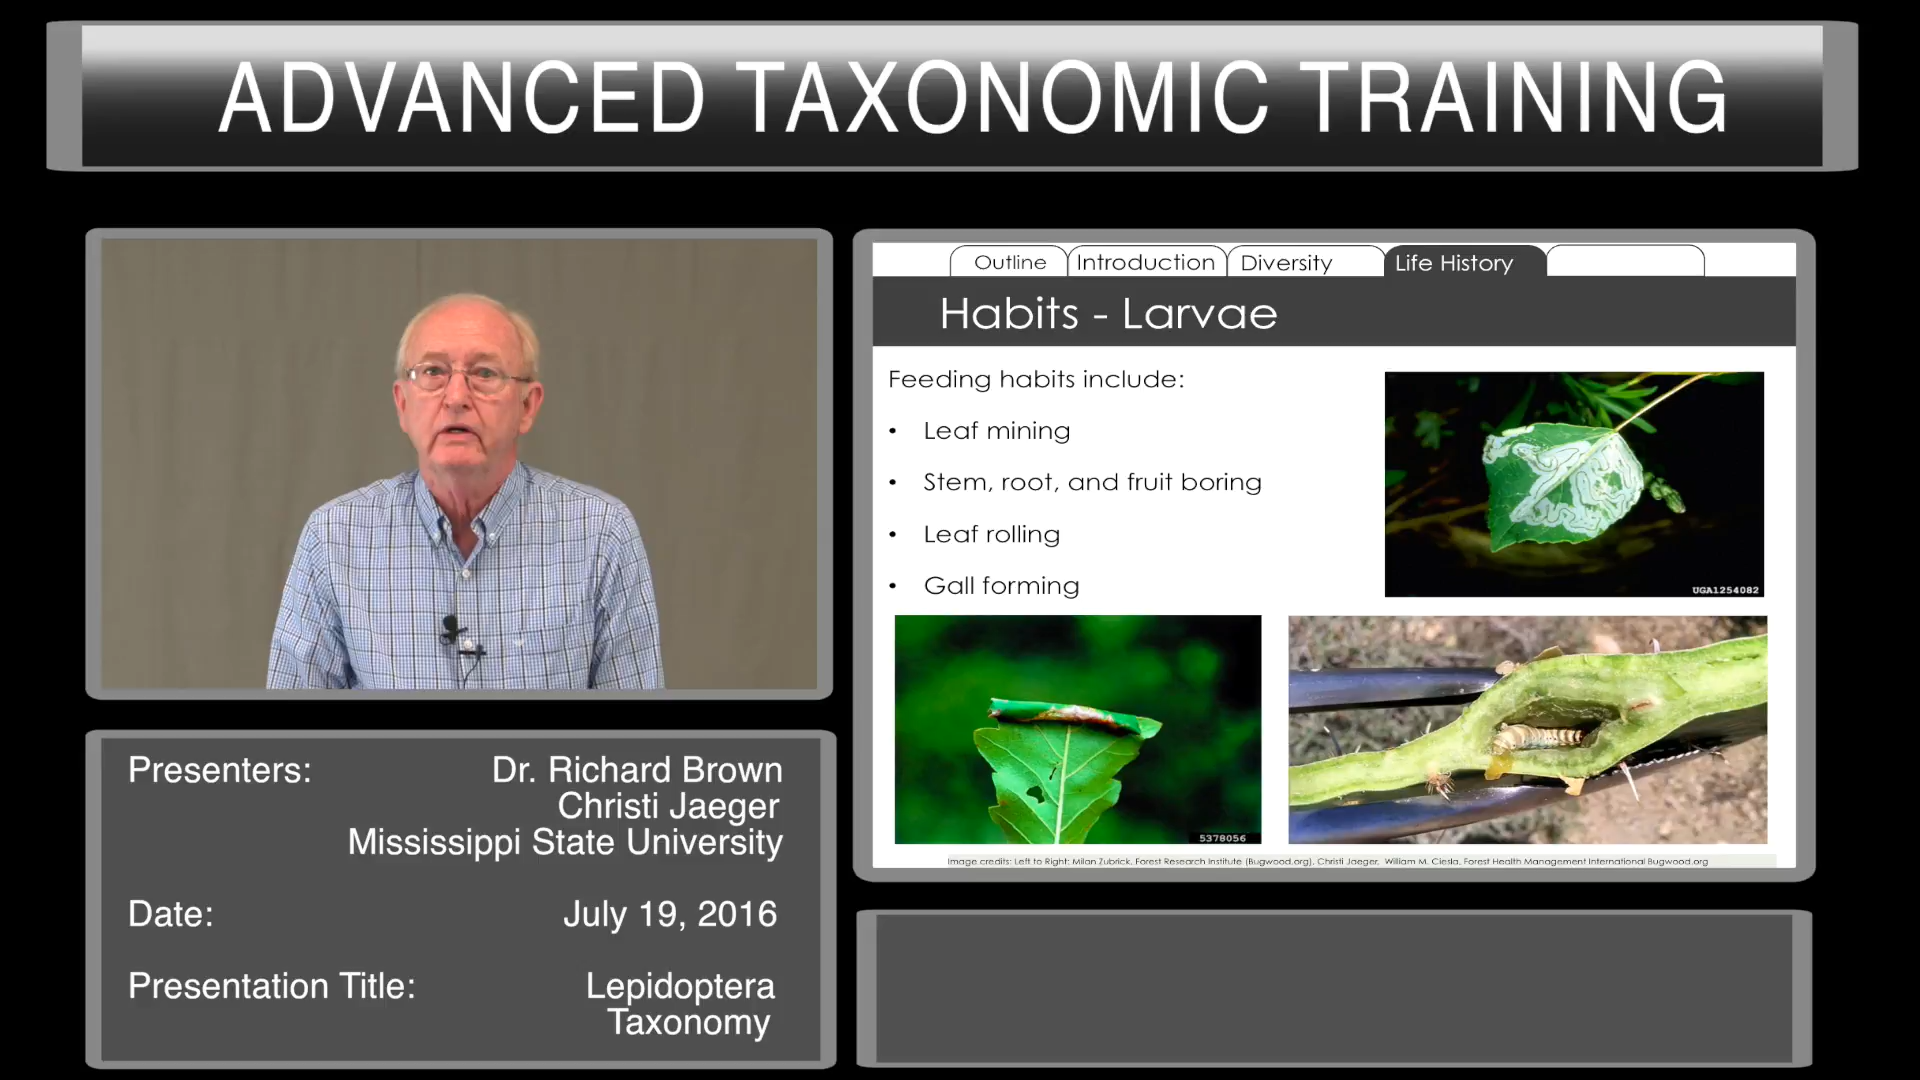 ADVANCED TAXONOMIC TRAINING
Outline
Introduction
Diversity
Life History
Habits - Larvae
Feeding habits include:
• Leaf mining
• Stem, root, and fruit boring
• Leaf rolling
• Gall forming
UGA1254082
5378056
Image credits: Left to Right: Milan Zubrick, Forest Research Institute (Bugwood.org), Christi Jaeger, William M. Ciesla, Forest Health Management International Bugwood.org
Presenters: Dr. Richard Brown
Christi Jaeger
Mississippi State University
Date: July 19, 2016
Presentation Title: Lepidoptera
Taxonomy